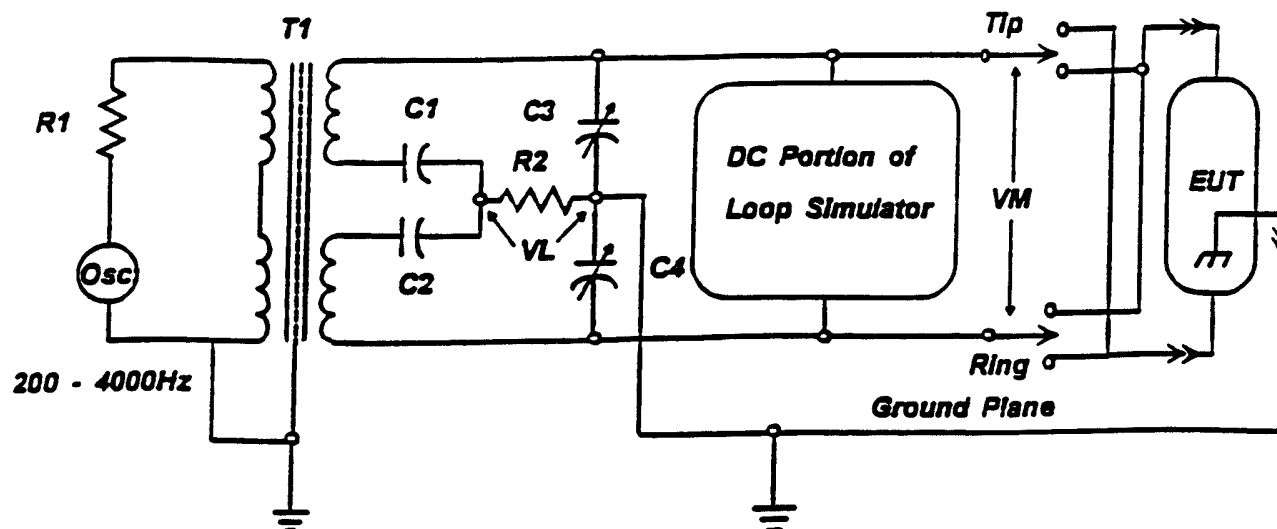 T1
Tip
R1
C1
C3
R2
DC Portion of
Loop Simulator
VM
EUT
VL
Osc
C2
C4
Ring
200 - 4000Hz
Ground Plane